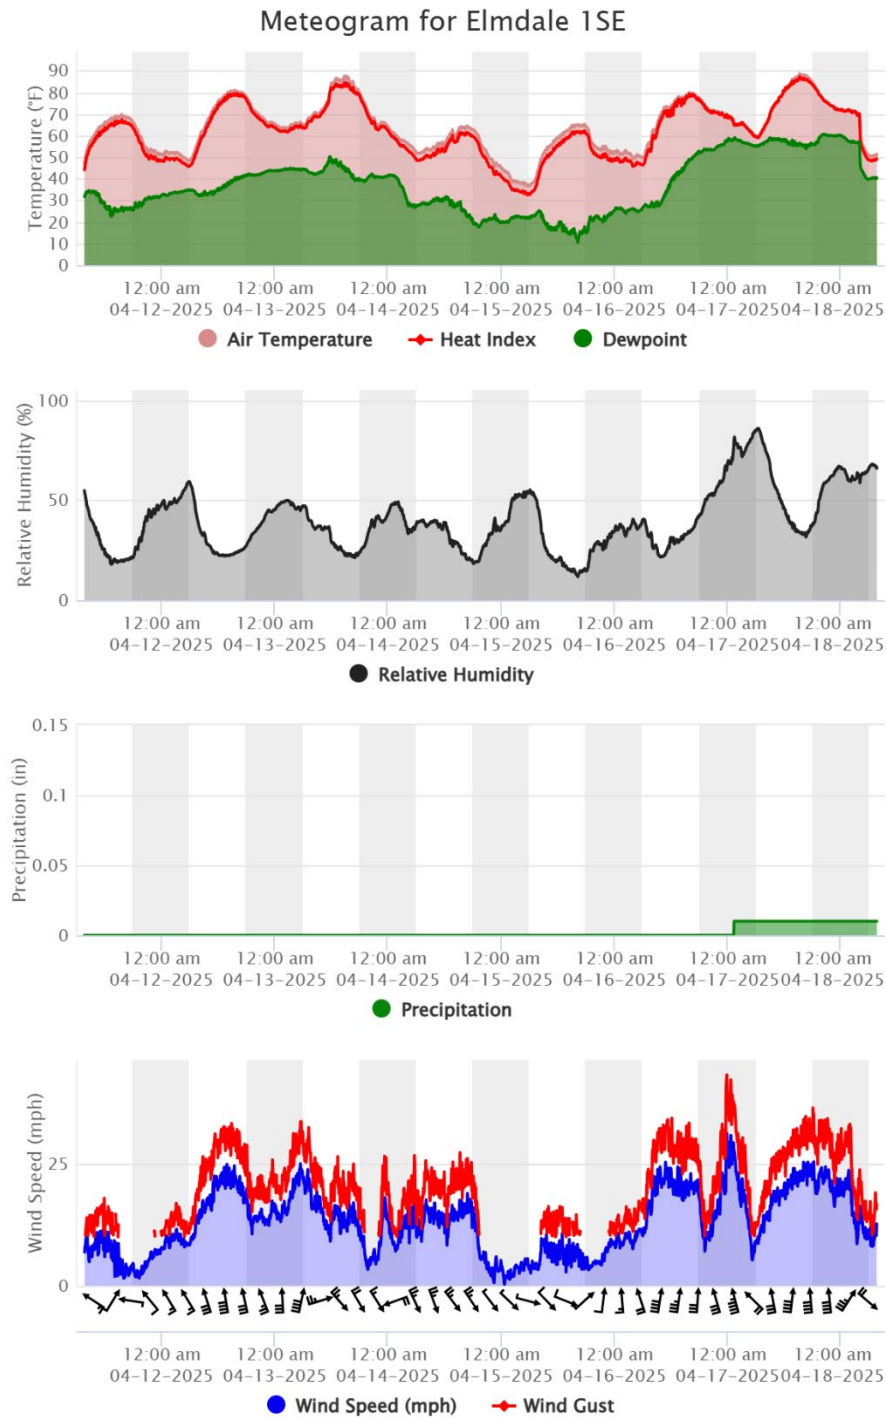 Meteogram for Elmdale 1SE
Temperature (°F)
90
80
70
60
50
40
30
20
10
0
12:00 am 12:00 am 12:00 am 12:00 am 12:00 am 12:00 am 12:00 am
04-12-2025 04-13-2025 04-14-2025 04-15-2025 04-16-2025 04-17-2025 04-18-2025
Air Temperature Heat Index Dewpoint
Relative Humidity (%)
100
50
0
12:00 am 12:00 am 12:00 am 12:00 am 12:00 am 12:00 am 12:00 am
04-12-2025 04-13-2025 04-14-2025 04-15-2025 04-16-2025 04-17-2025 04-18-2025
Relative Humidity
Precipitation (in)
0.15
0.1
0.05
0
12:00 am 12:00 am 12:00 am 12:00 am 12:00 am 12:00 am 12:00 am
04-12-2025 04-13-2025 04-14-2025 04-15-2025 04-16-2025 04-17-2025 04-18-2025
Precipitation
Wind Speed (mph)
25
0
12:00 am 12:00 am 12:00 am 12:00 am 12:00 am 12:00 am 12:00 am
04-12-2025 04-13-2025 04-14-2025 04-15-2025 04-16-2025 04-17-2025 04-18-2025
Wind Speed (mph) Wind Gust